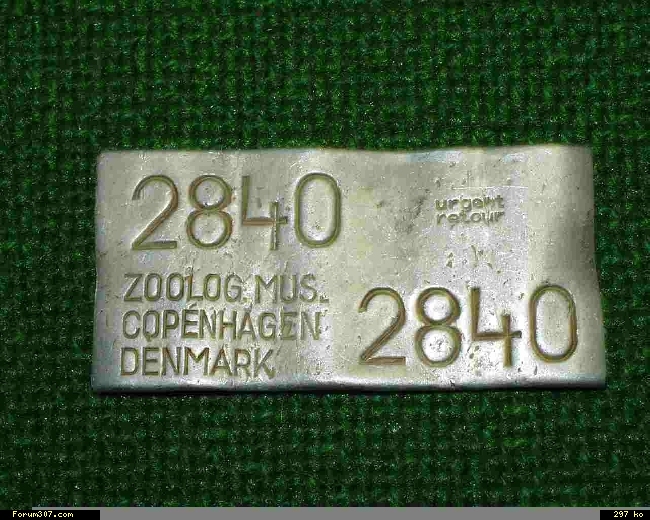 2840
urgent
retour
ZOOLOG. MUS.
COPENHAGEN
DENMARK
2840
Forum307.com
297 ko